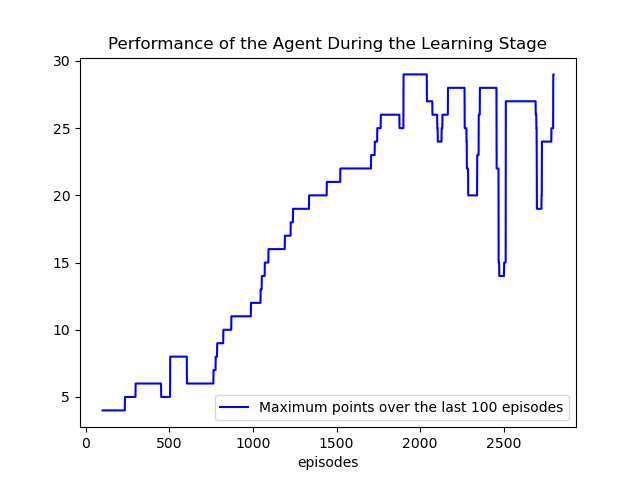 Performance of the Agent During the Learning Stage
30
25
20
15
10
5
Maximum points over the last 100 episodes
0 500 1000 1500 2000 2500
episodes